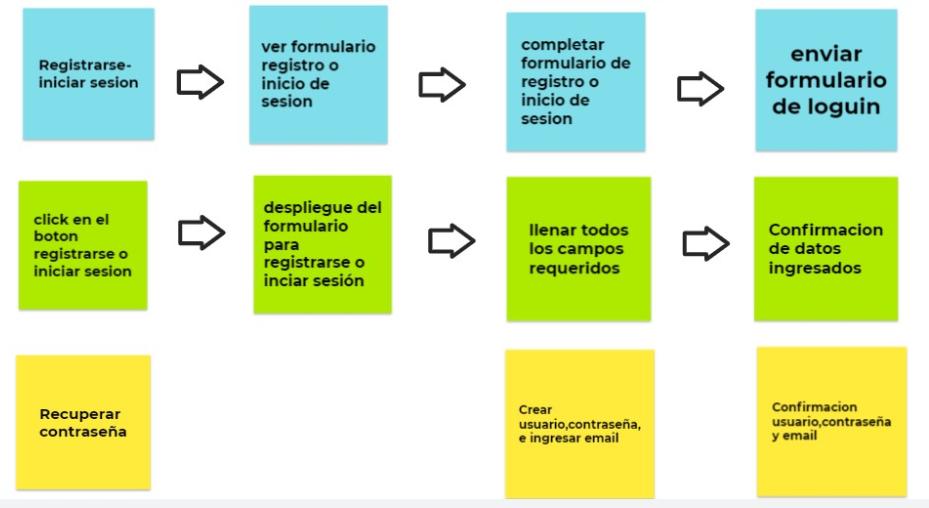 Registrarse-
iniciar sesion
ver formulario
registro o
inicio de
sesion
completar
formulario de
registro o
inicio de
sesion
enviar
formulario
de loguin
click en el
boton
registrarse o
iniciar sesion
despliegue del
formulario
para
registrarse o
inciar sesión
llenar todos
los campos
requeridos
Confirmacion
de datos
ingresados
Recuperar
contraseña
Crear
usuario,contraseña,
e ingresar email
Confirmacion
usuario,contraseña
y email